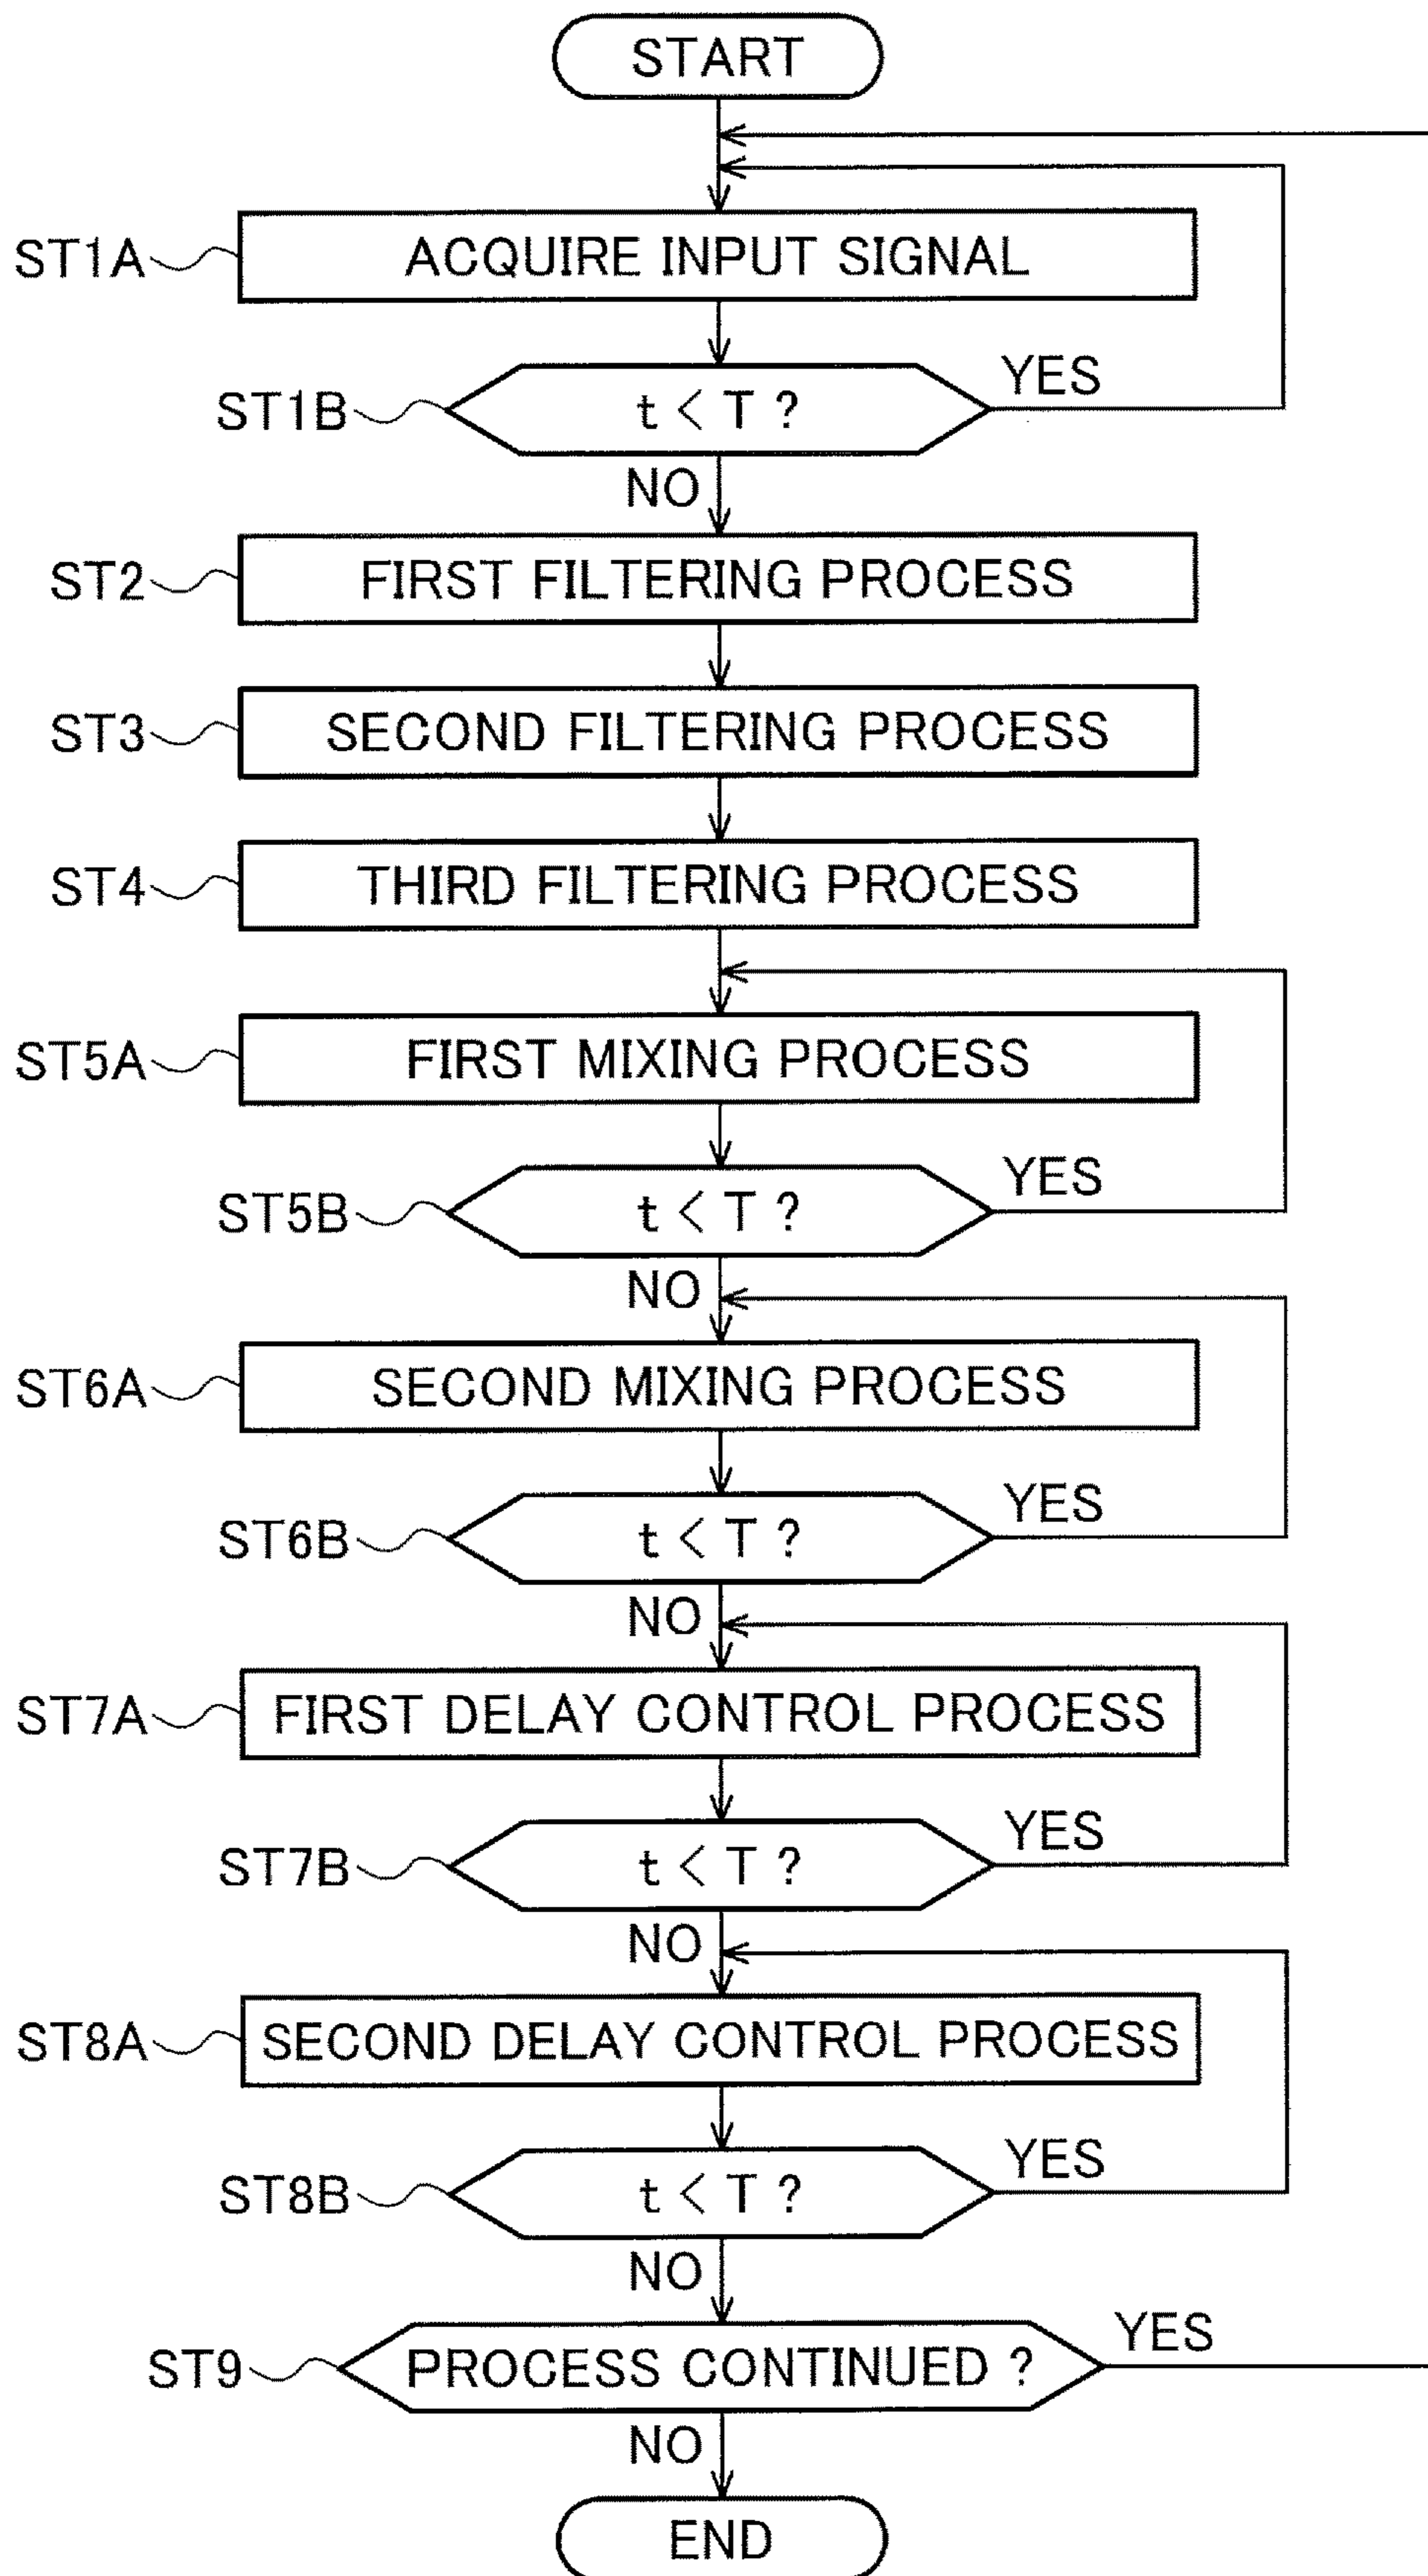 START
ST1A
ACQUIRE INPUT SIGNAL
ST1B
t < T ?
YES
NO
ST2
FIRST FILTERING PROCESS
ST3
SECOND FILTERING PROCESS
ST4
THIRD FILTERING PROCESS
ST5A
FIRST MIXING PROCESS
ST5B
t < T ?
YES
NO
ST6A
SECOND MIXING PROCESS
ST6B
t < T ?
YES
NO
ST7A
FIRST DELAY CONTROL PROCESS
ST7B
t < T ?
YES
NO
ST8A
SECOND DELAY CONTROL PROCESS
ST8B
t < T ?
YES
NO
ST9
PROCESS CONTINUED ?
YES
NO
END